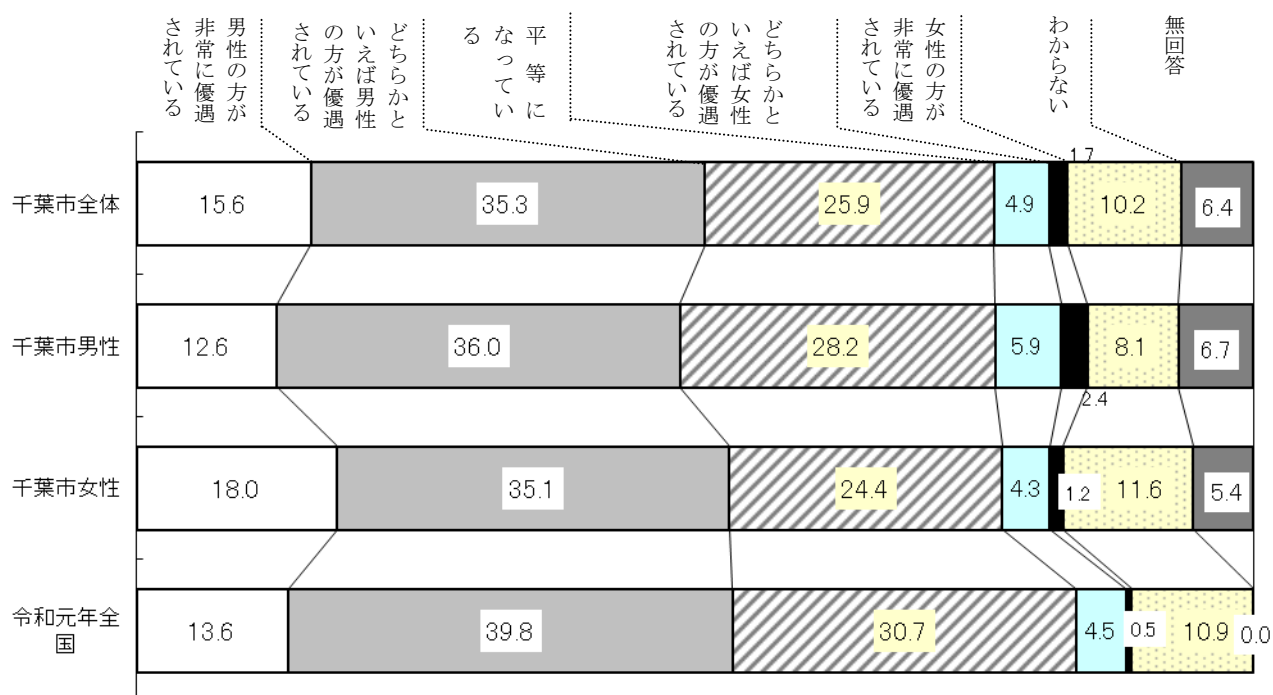 男性の方が
非常に優遇
されている
どちらかと
いえば男性
の方が優遇
されている
平等に
なってい
る
どちらかと
いえば女性
の方が優遇
されている
女性の方が
非常に優遇
されている
わからない
無回答
千葉市全体
15.6
35.3
25.9
4.9
1.7
10.2
6.4
千葉市男性
12.6
36.0
28.2
5.9
2.4
8.1
6.7
千葉市女性
18.0
35.1
24.4
4.3
1.2
11.6
5.4
令和元年全
国
13.6
39.8
30.7
4.5
0.5
10.9
0.0